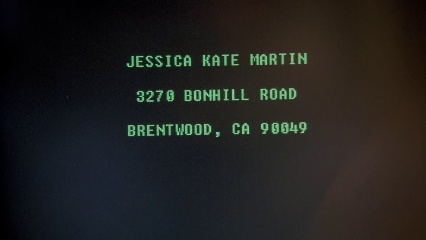 JESSICA KATE MARTIN
3270 BONHILL ROAD
BRENTWOOD, CA 90049